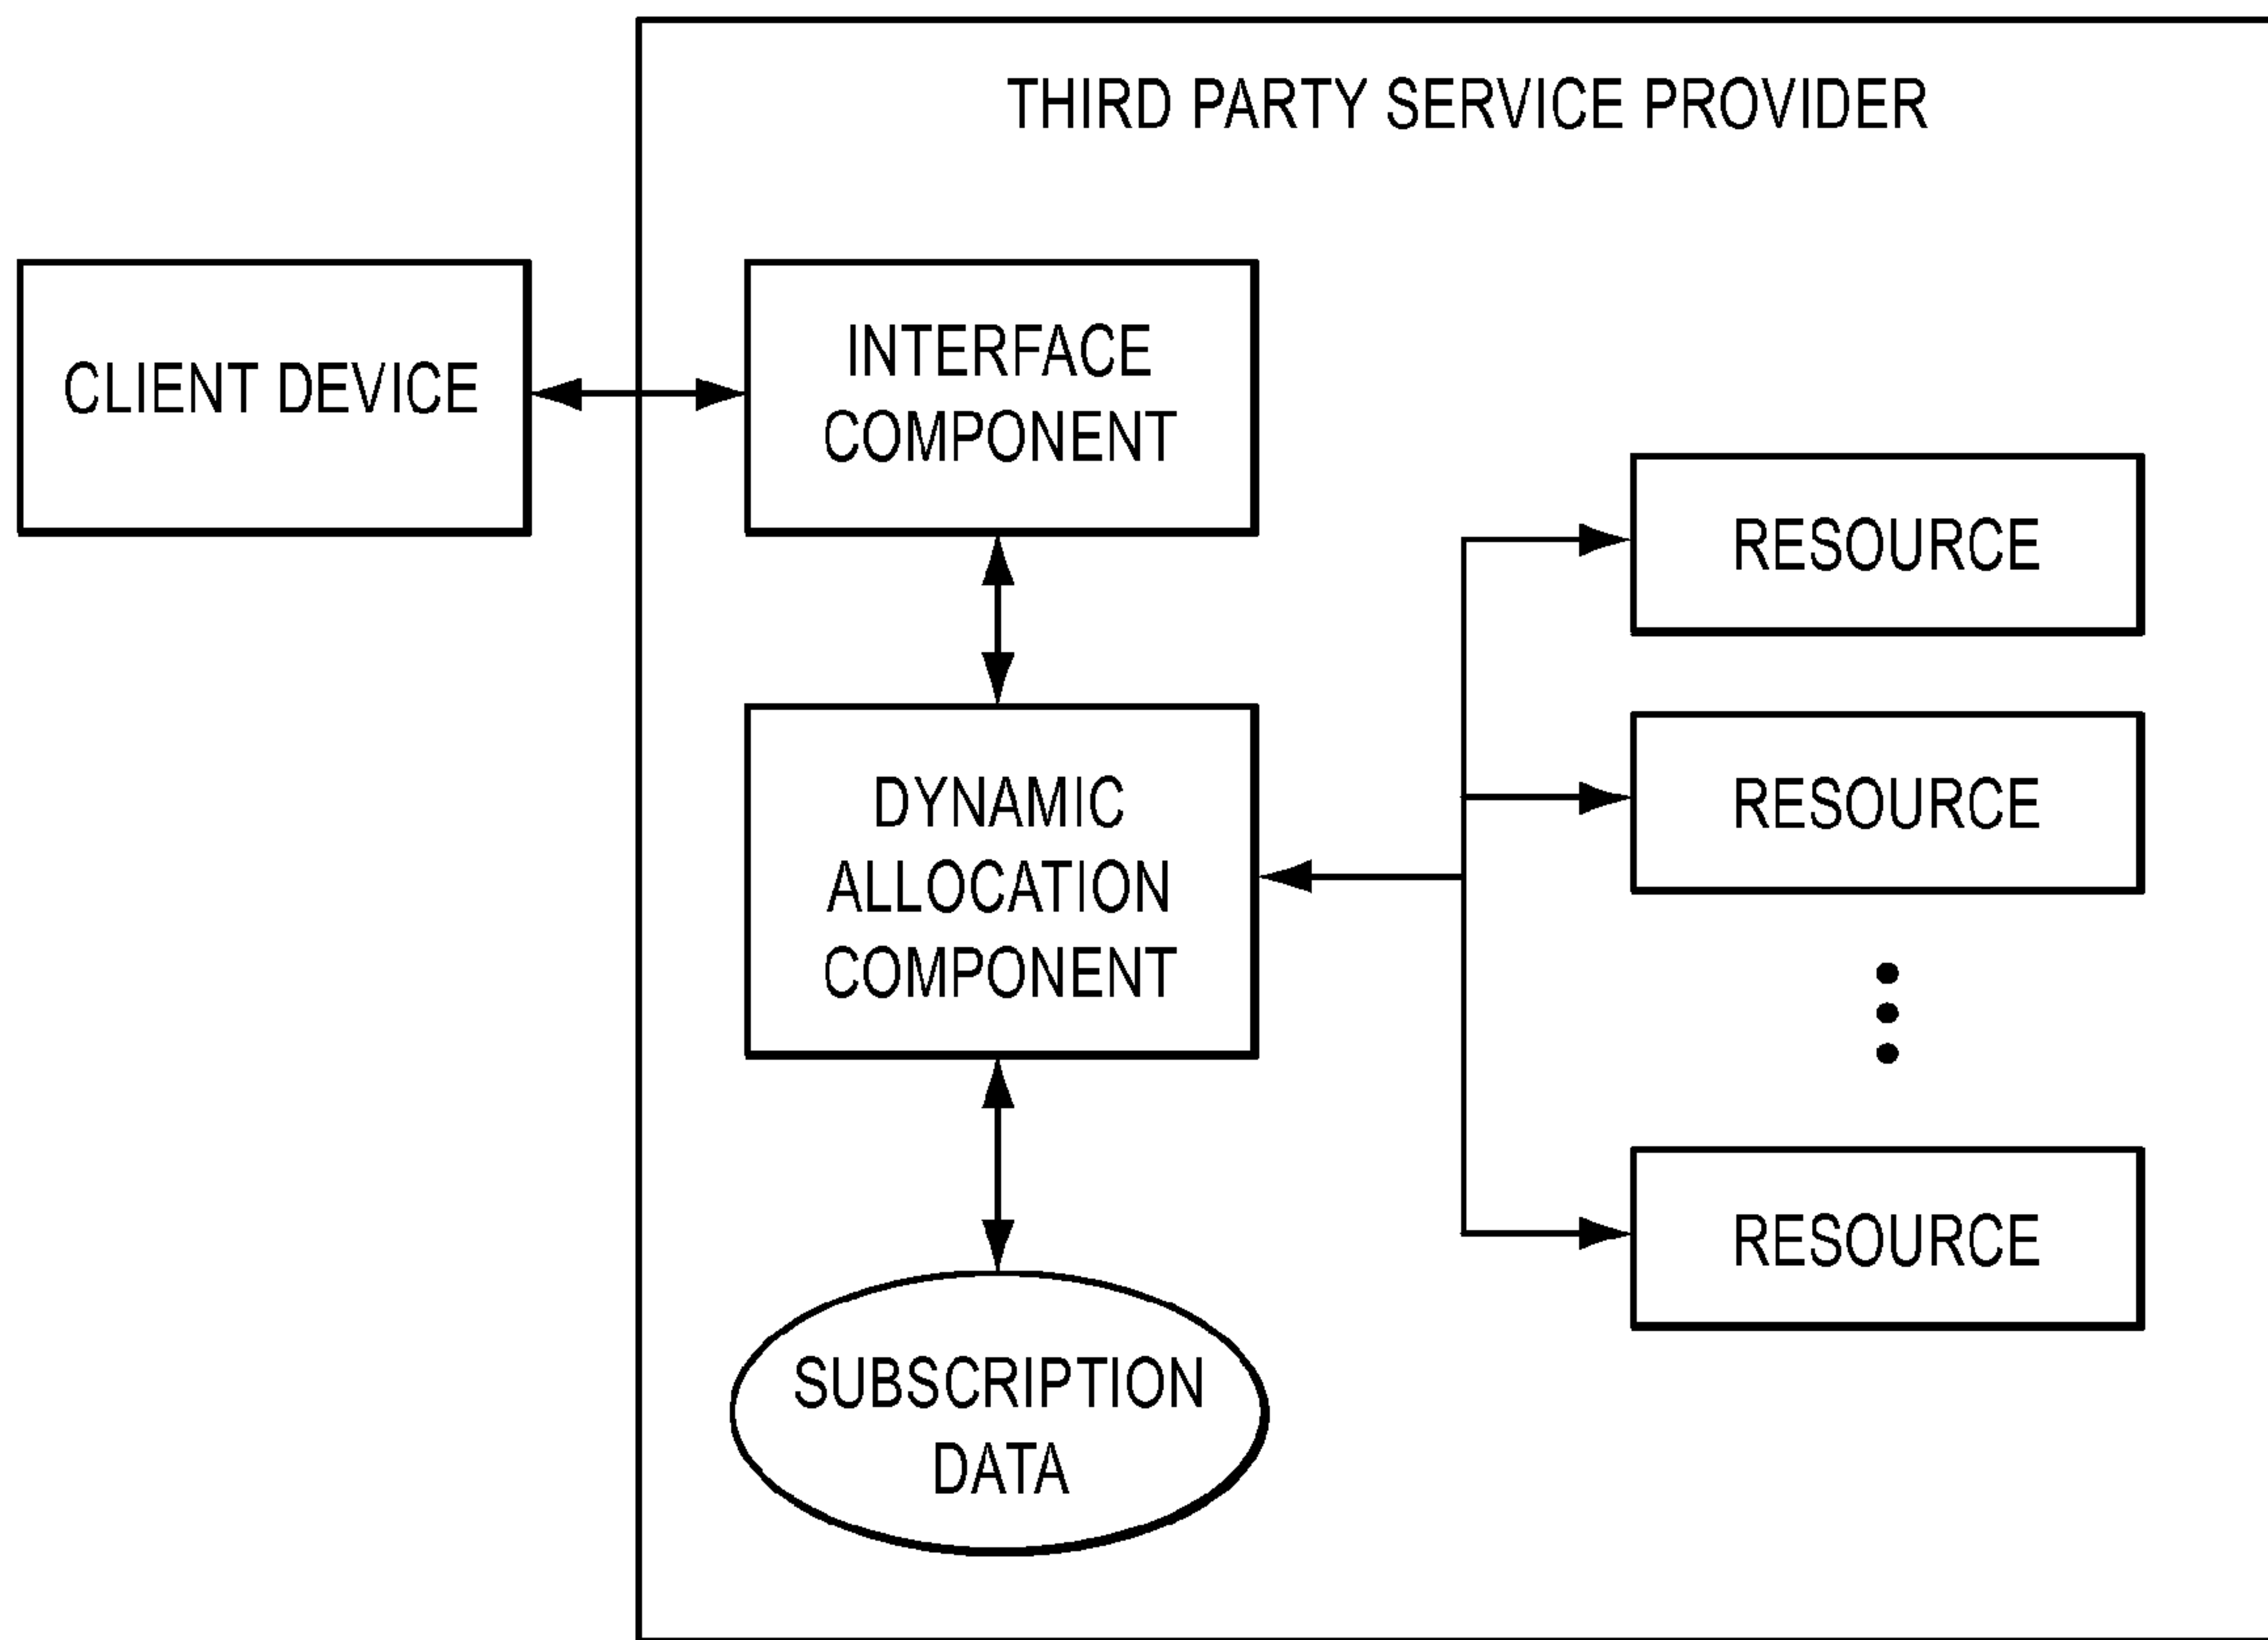 THIRD PARTY SERVICE PROVIDER
CLIENT DEVICE
INTERFACE
COMPONENT
RESOURCE
DYNAMIC
ALLOCATION
COMPONENT
RESOURCE
RESOURCE
SUBSCRIPTION
DATA